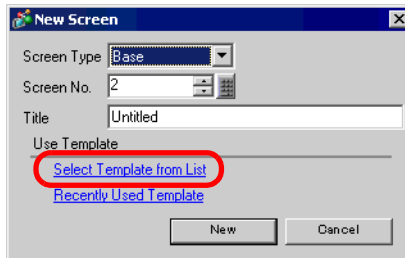 New Screen
Screen Type Base
Screen No. 2
Title Untitled
Use Template
Select Template from List
Recently Used Template
New Cancel